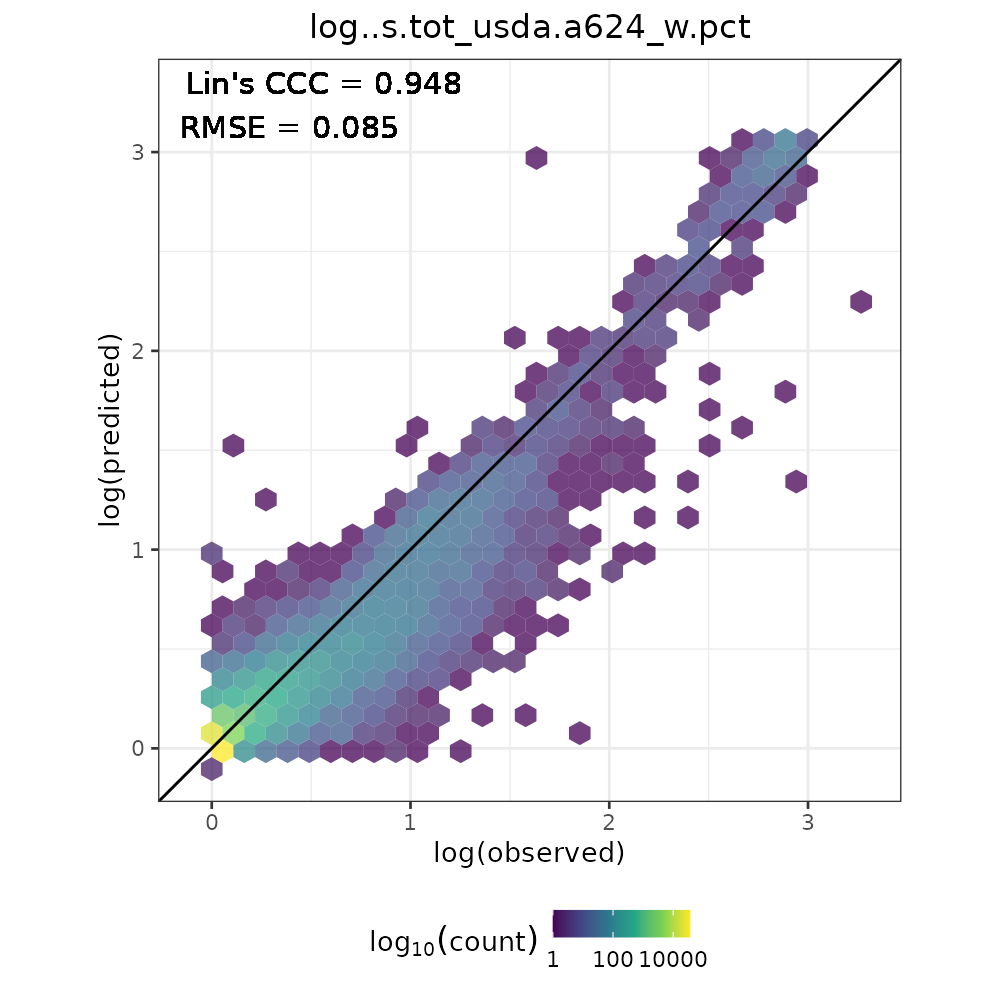 log..s.tot_usda.a624_w.pct
Lin's CCC = 0.948
RMSE = 0.085
log(predicted)
3
2
1
0
0 1 2 3
log(observed)
log₁₀(count)
1 100 10000